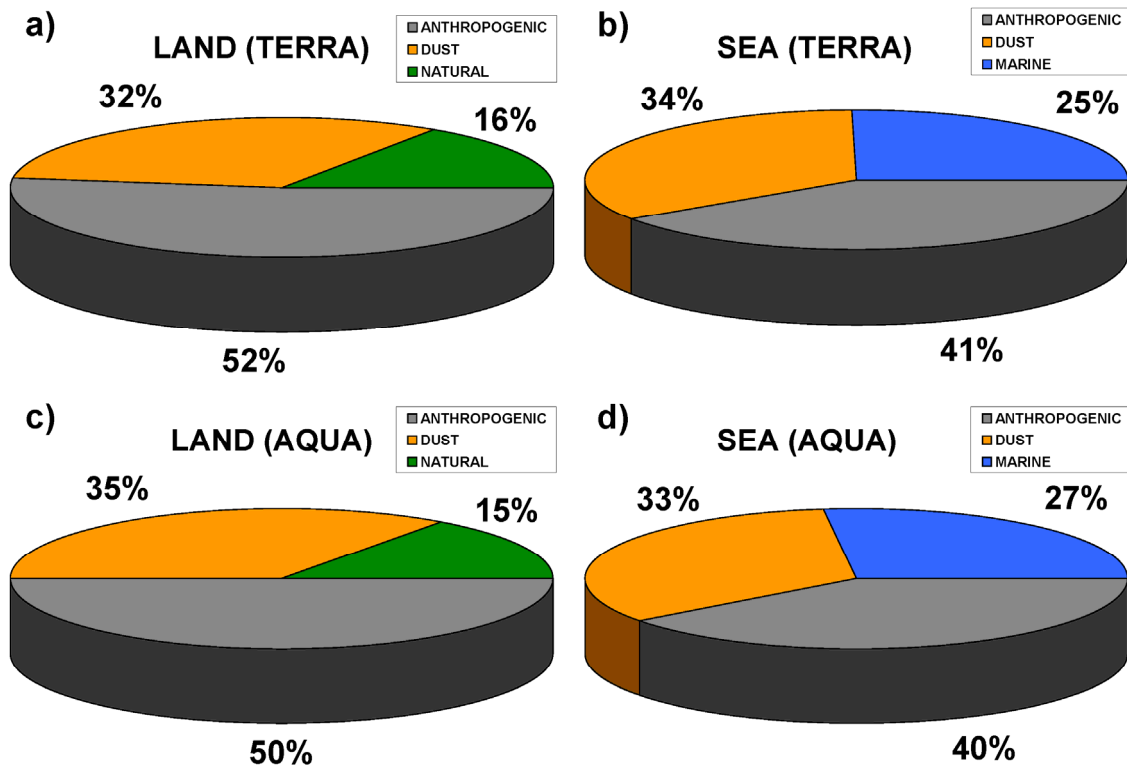 a)
LAND (TERRA)
ANTHROPOGENIC
DUST
NATURAL
32%
16%
52%
b)
SEA (TERRA)
ANTHROPOGENIC
DUST
MARINE
34%
25%
41%
c)
LAND (AQUA)
ANTHROPOGENIC
DUST
NATURAL
35%
15%
50%
d)
SEA (AQUA)
ANTHROPOGENIC
DUST
MARINE
33%
27%
40%